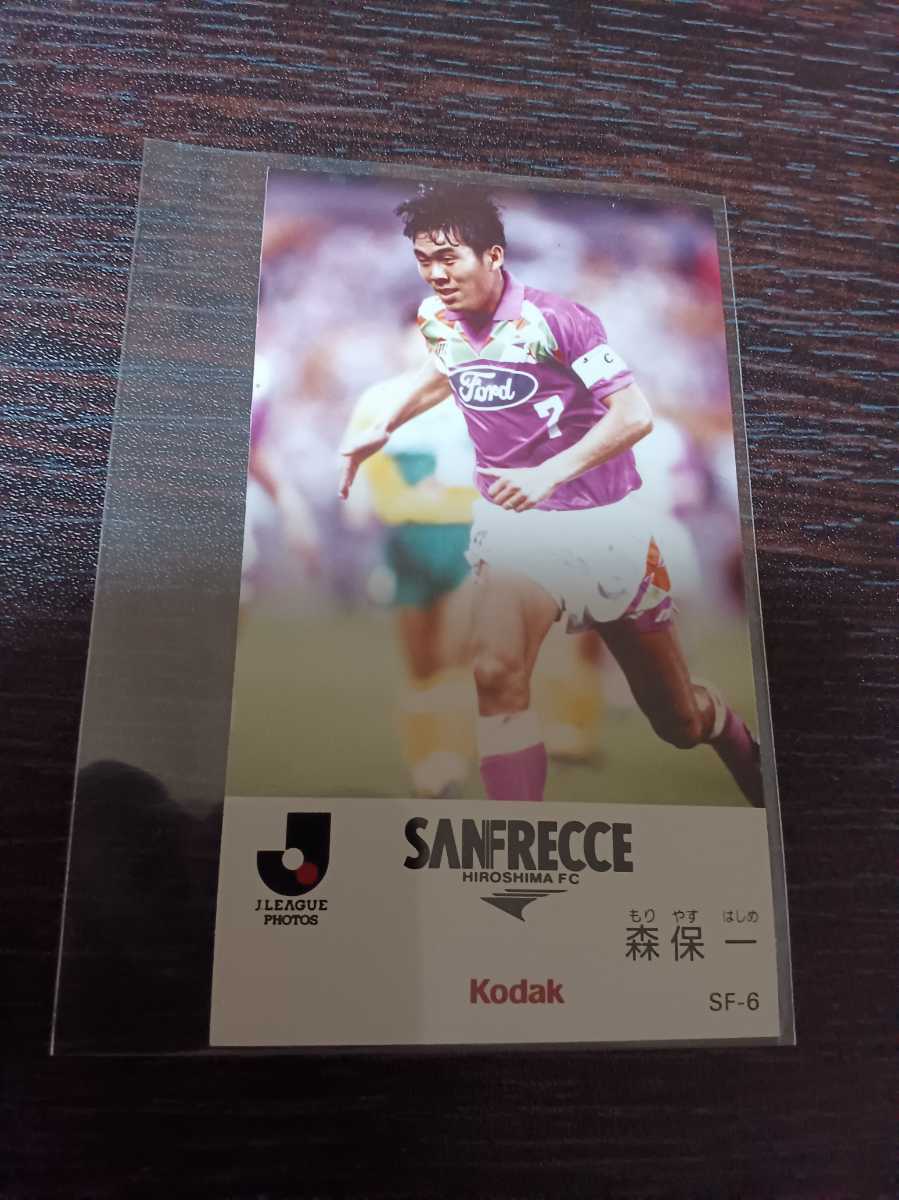 J C
Ford
7
J.LEAGUE
PHOTOS
SANFRECCE
HIROSHIMA FC
もり やす はじめ
森保 一
Kodak
SF-6